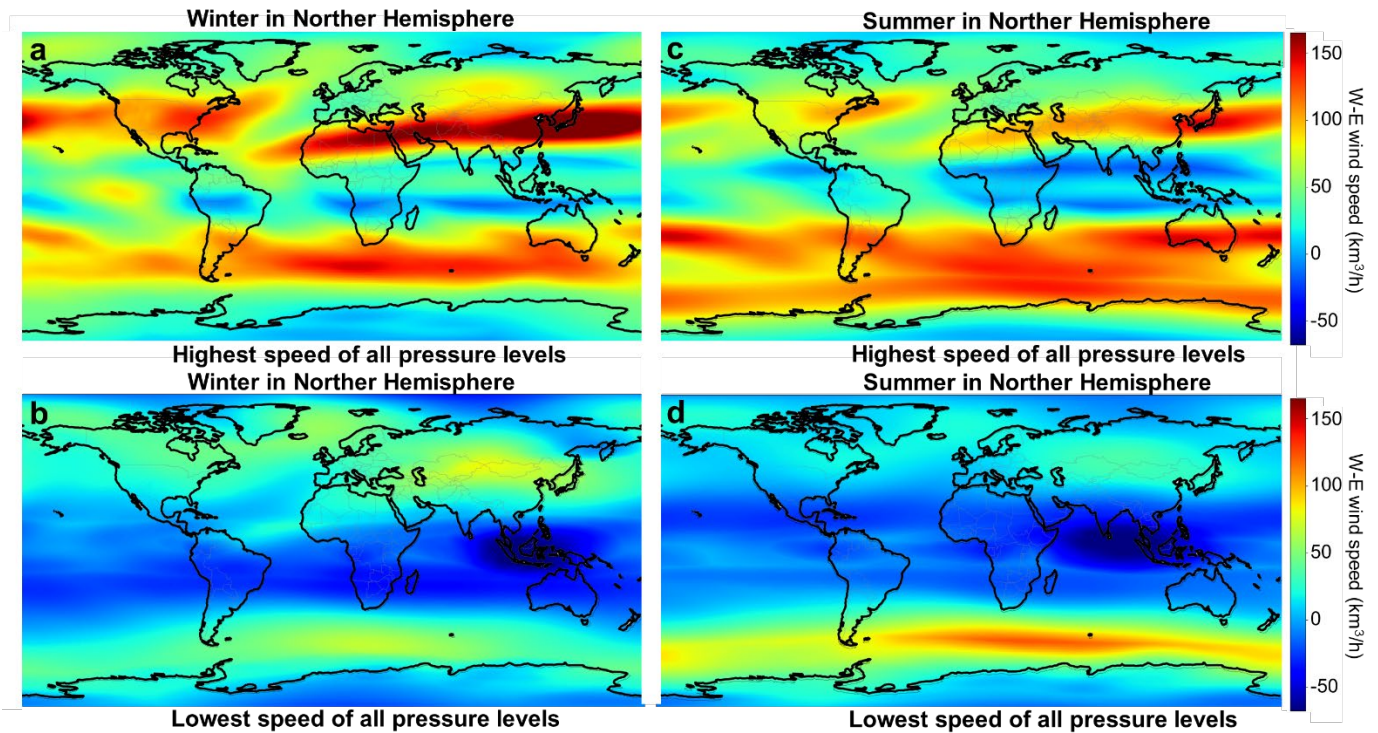 Winter in Norther Hemisphere
a
Highest speed of all pressure levels
Summer in Norther Hemisphere
c
Highest speed of all pressure levels
150
100
50
0
-50
W-E wind speed (km³/h)
Winter in Norther Hemisphere
b
Lowest speed of all pressure levels
Summer in Norther Hemisphere
d
Lowest speed of all pressure levels
150
100
50
0
-50
W-E wind speed (km³/h)